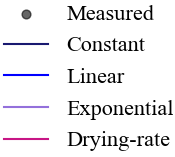 Measured
Constant
Linear
Exponential
Drying-rate